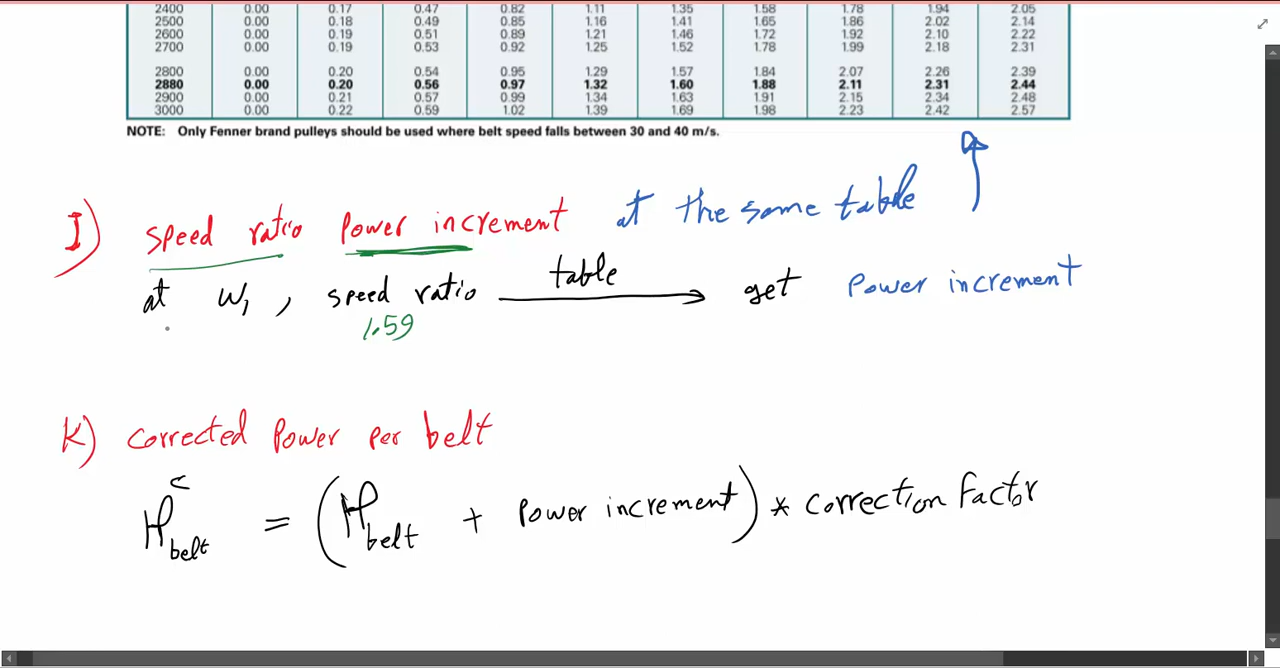 2400 0.00 0.17 0.47 0.82 1.11 1.35 1.58 1.78 1.94 2.05
2500 0.00 0.18 0.49 0.85 1.16 1.41 1.65 1.86 2.02 2.14
2600 0.00 0.19 0.51 0.89 1.21 1.46 1.72 1.92 2.10 2.22
2700 0.00 0.19 0.53 0.92 1.25 1.52 1.78 1.99 2.18 2.31
2800 0.00 0.20 0.54 0.95 1.29 1.57 1.84 2.07 2.26 2.39
2880 0.00 0.20 0.56 0.97 1.32 1.60 1.88 2.11 2.31 2.44
2900 0.00 0.21 0.57 0.99 1.34 1.63 1.91 2.15 2.34 2.48
3000 0.00 0.22 0.59 1.02 1.39 1.69 1.98 2.23 2.42 2.57
NOTE: Only Fenner brand pulleys should be used where belt speed falls between 30 and 40 m/s.
J) speed ratio power increment at the same table
at ω1 , speed ratio table get power increment
1.59
K) corrected power per belt
H^c belt = (H belt + power increment) * correction factor